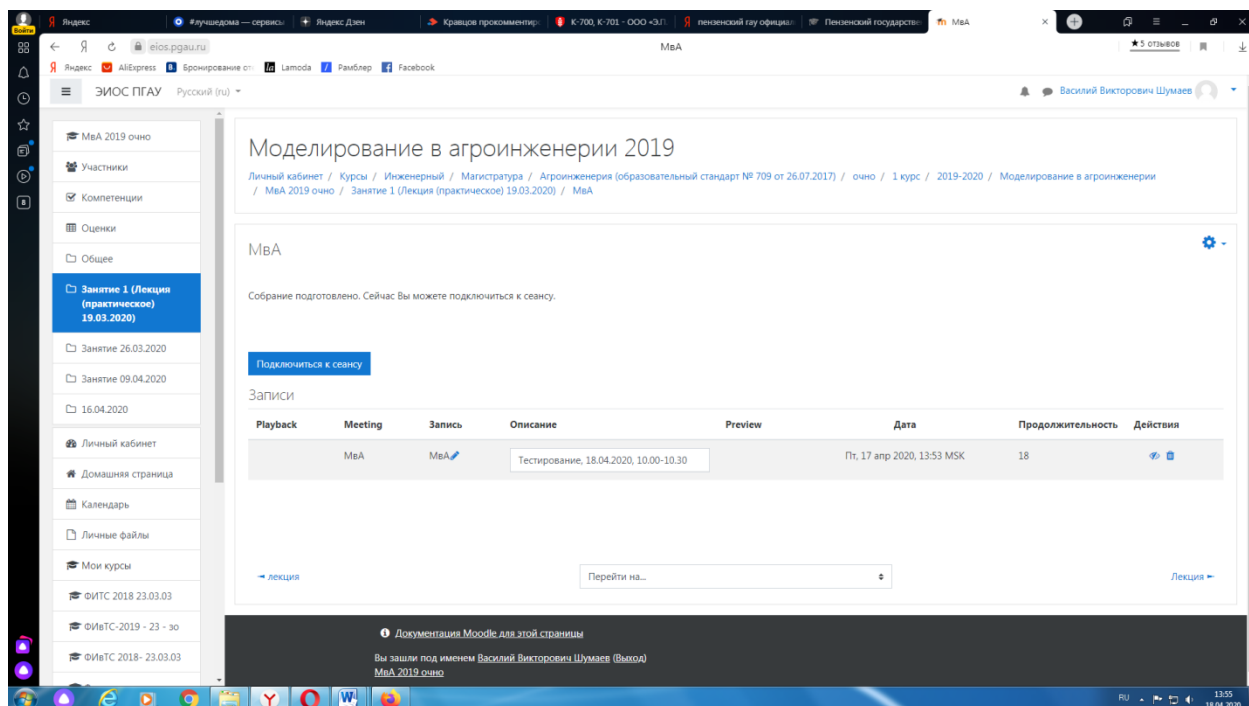 Яндекс
#лучшедома — сервисы
Яндекс Дзен
Кравцов прокомментир
К-700, К-701 - ООО «З.Г
пензенский гау официал
Пензенский государстве
МвА
Войти
eios.pgau.ru
МвА
★5 отзывов
Яндекс
AliExpress
Бронирование от
Lamoda
Рамблер
Facebook
ЭИОС ПГАУ
Русский (ru)
Василий Викторович Шумаев
МвА 2019 очно
Участники
Компетенции
Оценки
Общее
Занятие 1 (Лекция
(практическое)
19.03.2020)
Занятие 26.03.2020
Занятие 09.04.2020
16.04.2020
Личный кабинет
Домашняя страница
Календарь
Личные файлы
Мои курсы
ФИТС 2018 23.03.03
ФИвТС-2019 - 23 - зо
ФИвТС 2018- 23.03.03
Моделирование в агроинженерии 2019
Личный кабинет / Курсы / Инженерный / Магистратура / Агроинженерия (образовательный стандарт № 709 от 26.07.2017) / очно / 1 курс / 2019-2020 / Моделирование в агроинженерии
/ МвА 2019 очно / Занятие 1 (Лекция (практическое) 19.03.2020) / МвА
МвА
Собрание подготовлено. Сейчас Вы можете подключиться к сеансу.
Подключиться к сеансу
Записи
Playback Meeting Запись Описание Preview Дата Продолжительность Действия
МвА МвА Тестирование, 18.04.2020, 10.00-10.30 Пт, 17 апр 2020, 13:53 MSK 18
◄ лекция
Перейти на...
Лекция ►
Документация Moodle для этой страницы
Вы зашли под именем Василий Викторович Шумаев (Выход)
МвА 2019 очно
RU
13:55
18.04.2020